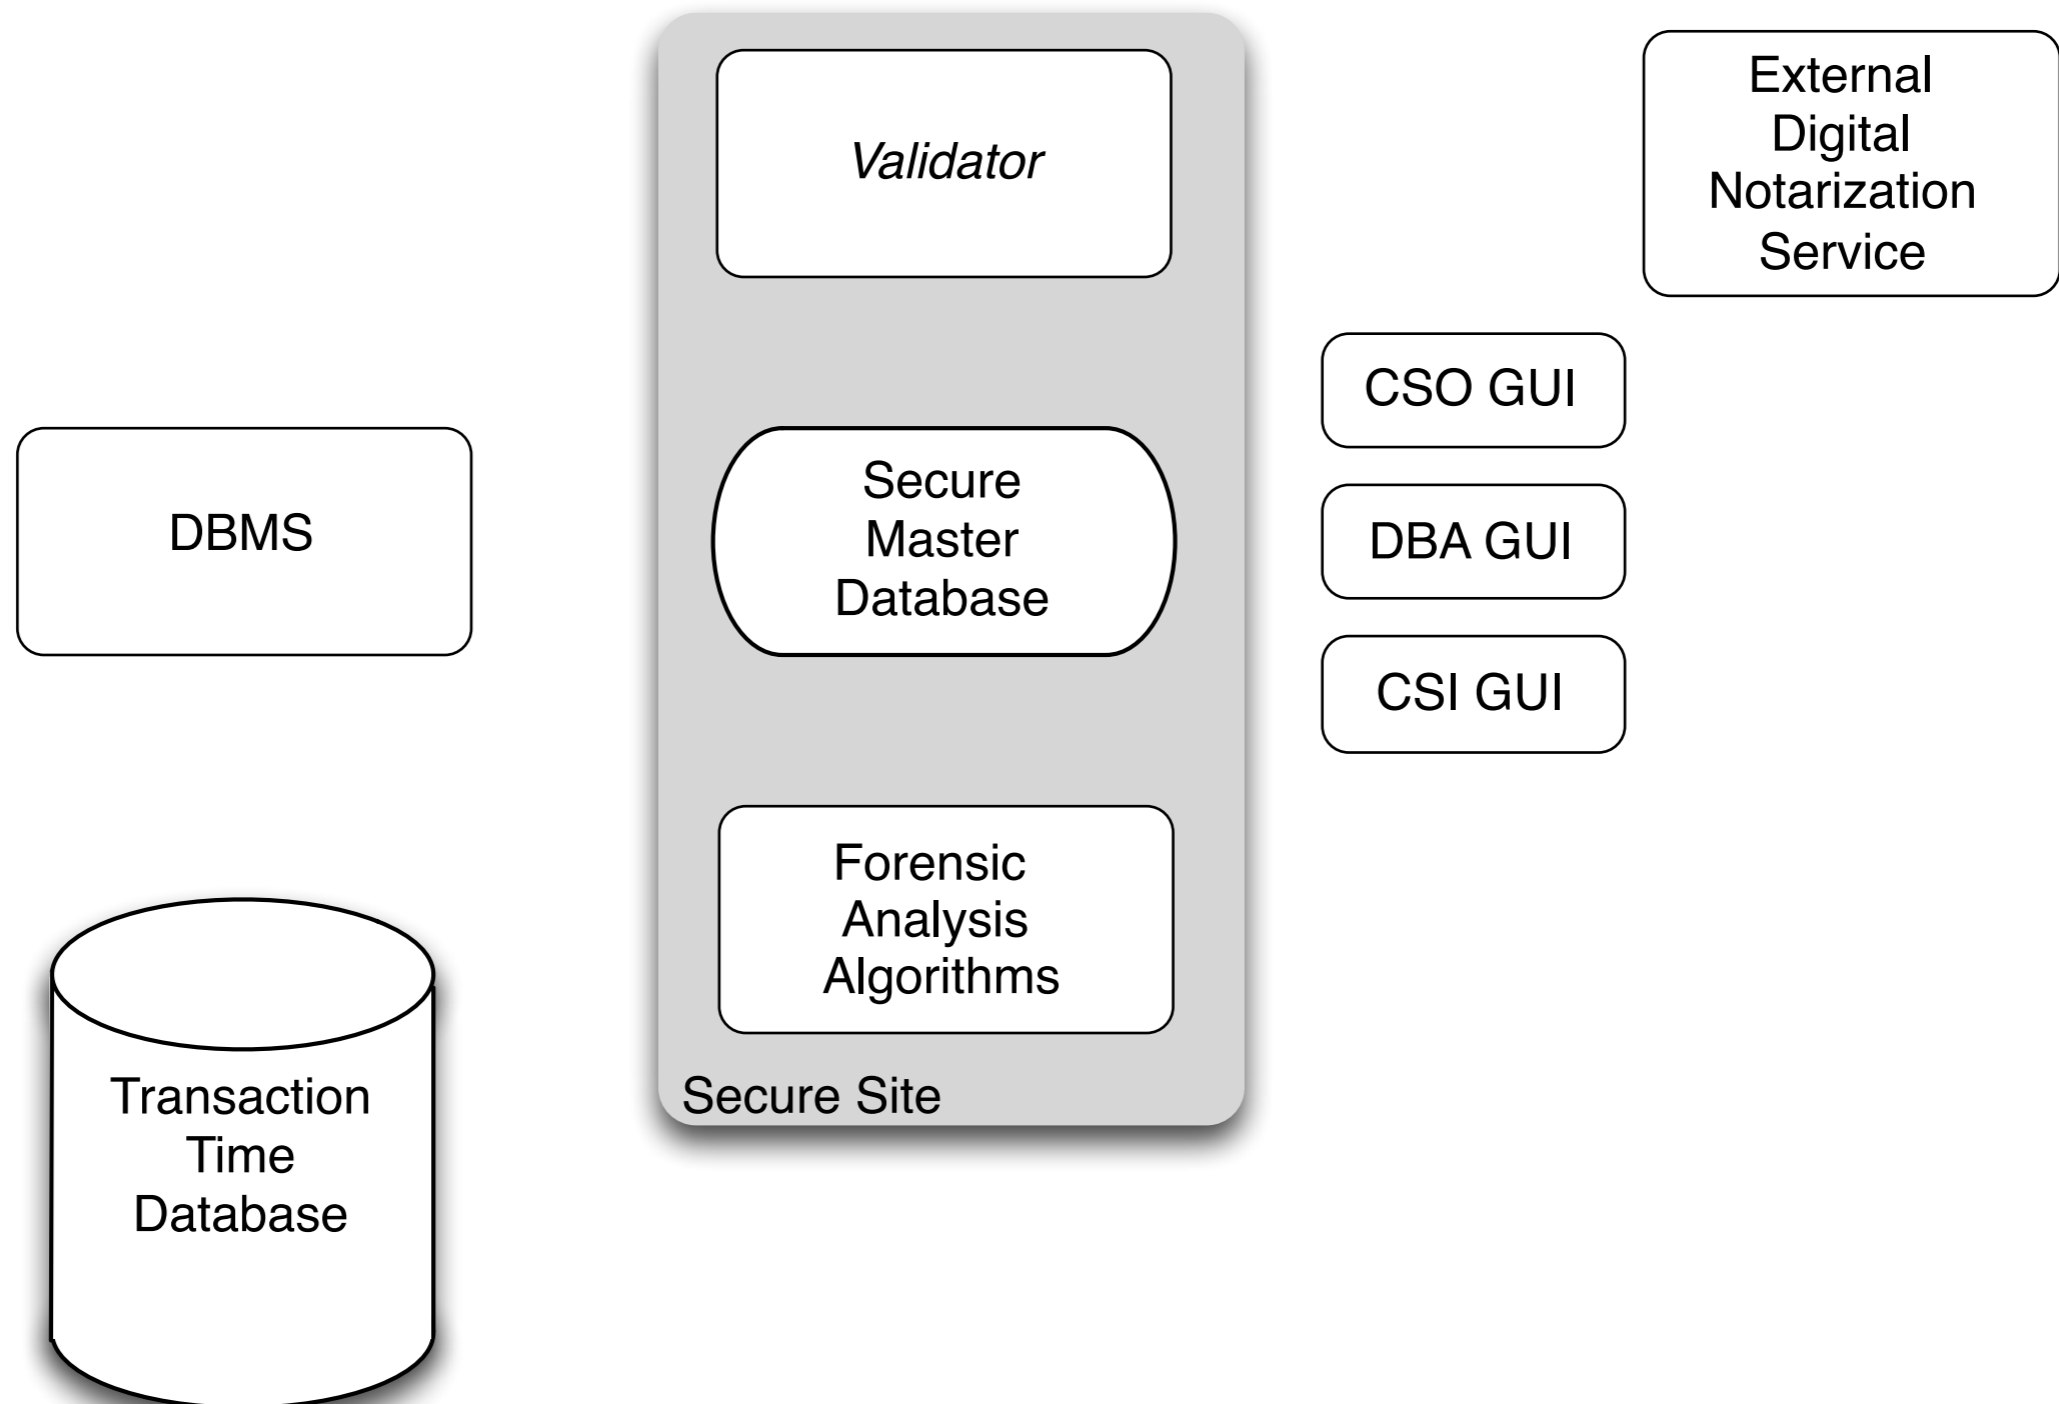 Validator
External
Digital
Notarization
Service
CSO GUI
DBMS
Secure
Master
Database
DBA GUI
CSI GUI
Forensic
Analysis
Algorithms
Secure Site
Transaction
Time
Database